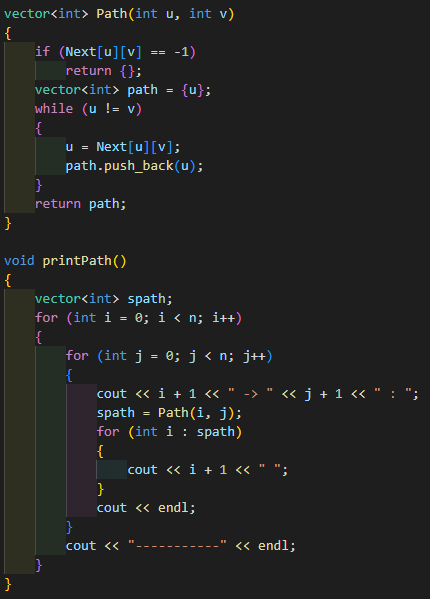 vector<int> Path(int u, int v)
{
    if (Next[u][v] == -1)
        return {};
    vector<int> path = {u};
    while (u != v)
    {
        u = Next[u][v];
        path.push_back(u);
    }
    return path;
}

void printPath()
{
    vector<int> spath;
    for (int i = 0; i < n; i++)
    {
        for (int j = 0; j < n; j++)
        {
            cout << i + 1 << " -> " << j + 1 << " : ";
            spath = Path(i, j);
            for (int i : spath)
            {
                cout << i + 1 << " ";
            }
            cout << endl;
        }
        cout << "-----------" << endl;
    }
}